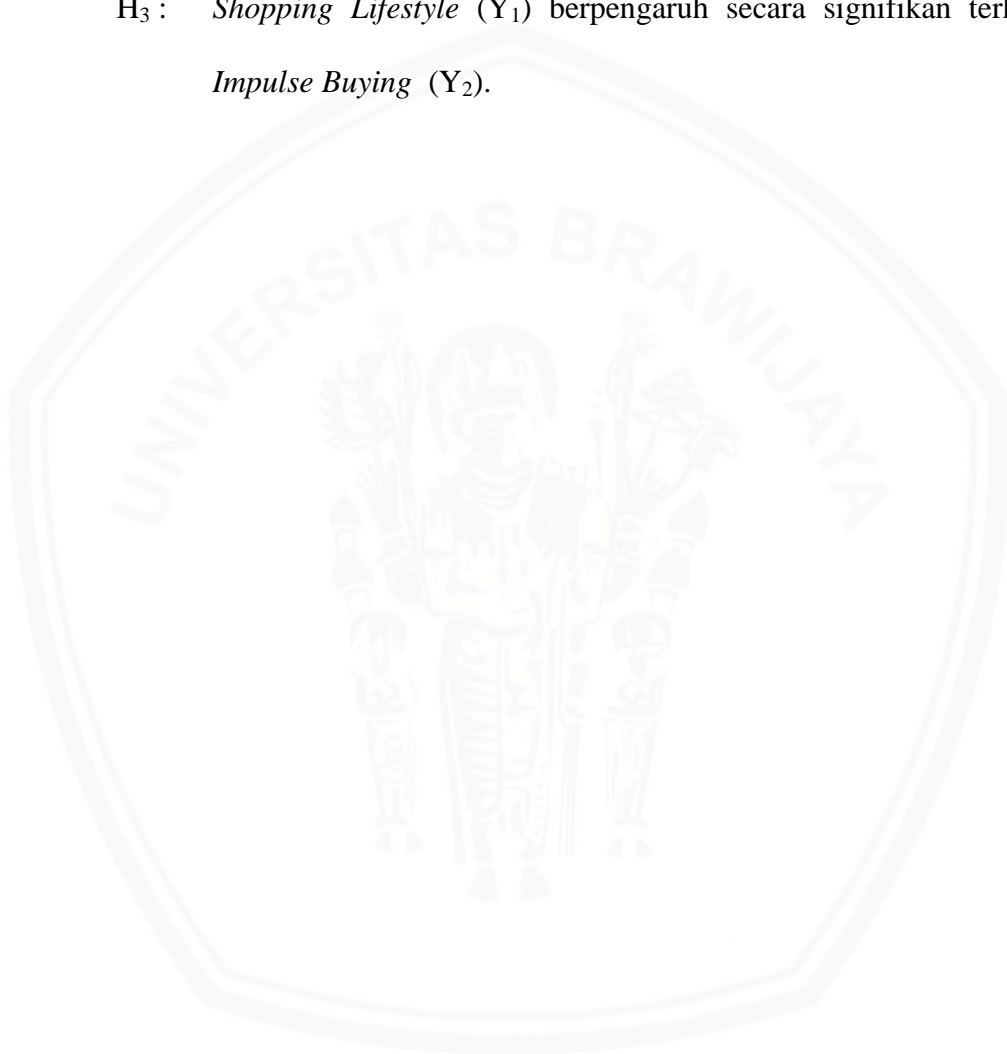 H₃ : Shopping Lifestyle (Y₁) berpengaruh secara signifikan
Impulse Buying (Y₂).
UNIVERSITAS BRAWIJAYA